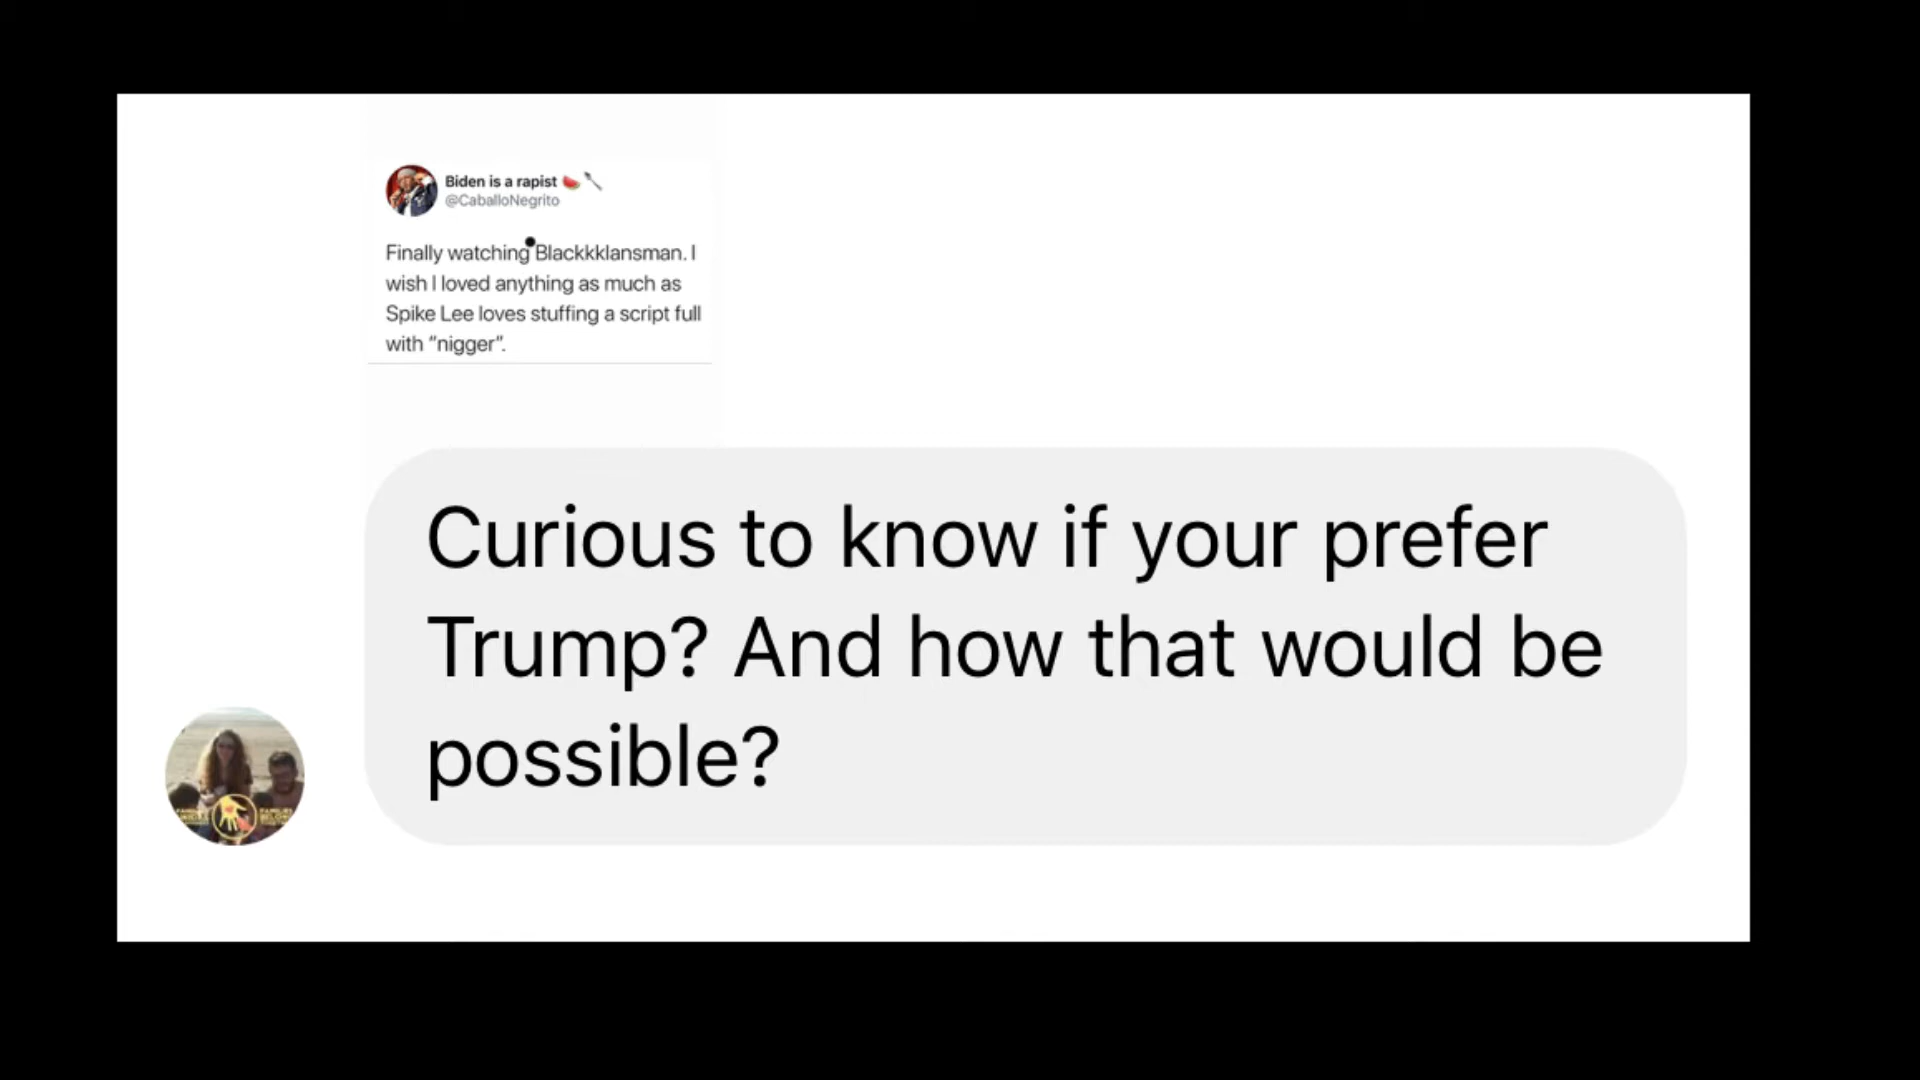 Biden is a rapist 🍉🥄
@CaballoNegrito
Finally watching Blackkklansman. I
wish I loved anything as much as
Spike Lee loves stuffing a script full
with “nigger”.
Curious to know if your prefer
Trump? And how that would be
possible?